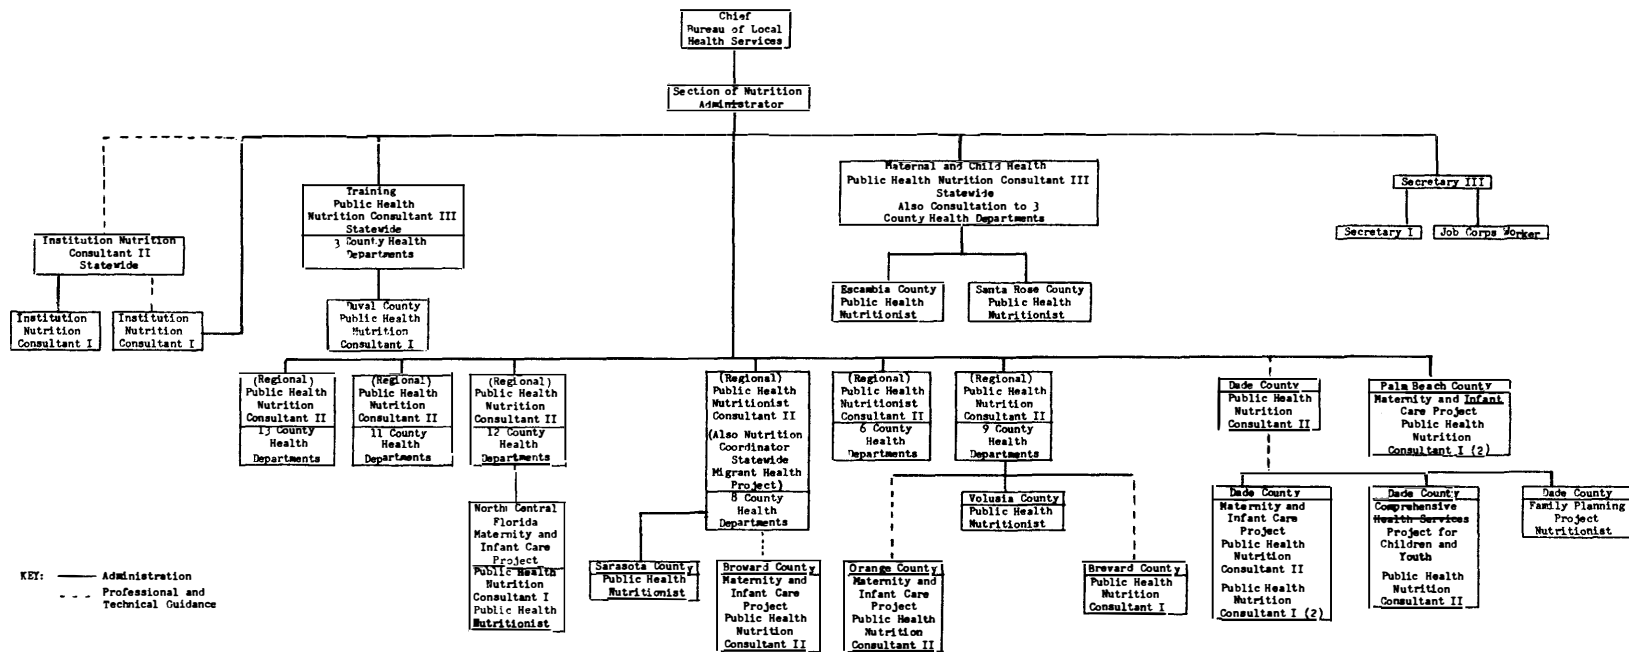 Chief
Bureau of Local
Health Services
Section of Nutrition
Administrator
Maternal and Child Health
Public Health Nutrition Consultant III
Statewide
Also Consultation to 3
County Health Departments
Training
Public Health
Nutrition Consultant III
Statewide
3 County Health
Departments
Secretary III
Secretary I
Job Corps Worker
Institution Nutrition
Consultant II
Statewide
Institution
Nutrition
Consultant I
Institution
Nutrition
Consultant I
Duval County
Public Health
Nutrition
Consultant I
Escambia County
Public Health
Nutritionist
Santa Rose County
Public Health
Nutritionist
(Regional)
Public Health
Nutrition
Consultant II
13 County
Health
Departments
(Regional)
Public Health
Nutrition
Consultant II
11 County
Health
Departments
(Regional)
Public Health
Nutrition
Consultant II
12 County
Health
Departments
(Regional)
Public Health
Nutritionist
Consultant II
(Also Nutrition
Coordinator
Statewide
Migrant Health
Project)
8 County
Health
Departments
(Regional)
Public Health
Nutritionist
Consultant II
6 County
Health
Departments
(Regional)
Public Health
Nutrition
Consultant II
9 County
Health
Departments
Dade County
Public Health
Nutrition
Consultant II
Palm Beach County
Maternity and Infant
Care Project
Public Health
Nutrition
Consultant I (2)
North Central
Florida
Maternity and
Infant Care
Project
Public Health
Nutrition
Consultant I
Public Health
Nutritionist
Sarasota County
Public Health
Nutritionist
Broward County
Maternity and
Infant Care
Project
Public Health
Nutrition
Consultant II
Volusia County
Public Health
Nutritionist
Orange County
Maternity and
Infant Care
Project
Public Health
Nutrition
Consultant II
Brevard County
Public Health
Nutrition
Consultant I
Dade County
Maternity and
Infant Care
Project
Public Health
Nutrition
Consultant II
Public Health
Nutrition
Consultant I (2)
Dade County
Comprehensive
Health Services
Project for
Children and
Youth
Public Health
Nutrition
Consultant II
Dade County
Family Planning
Project
Nutritionist
KEY:
Administration
Professional and
Technical Guidance